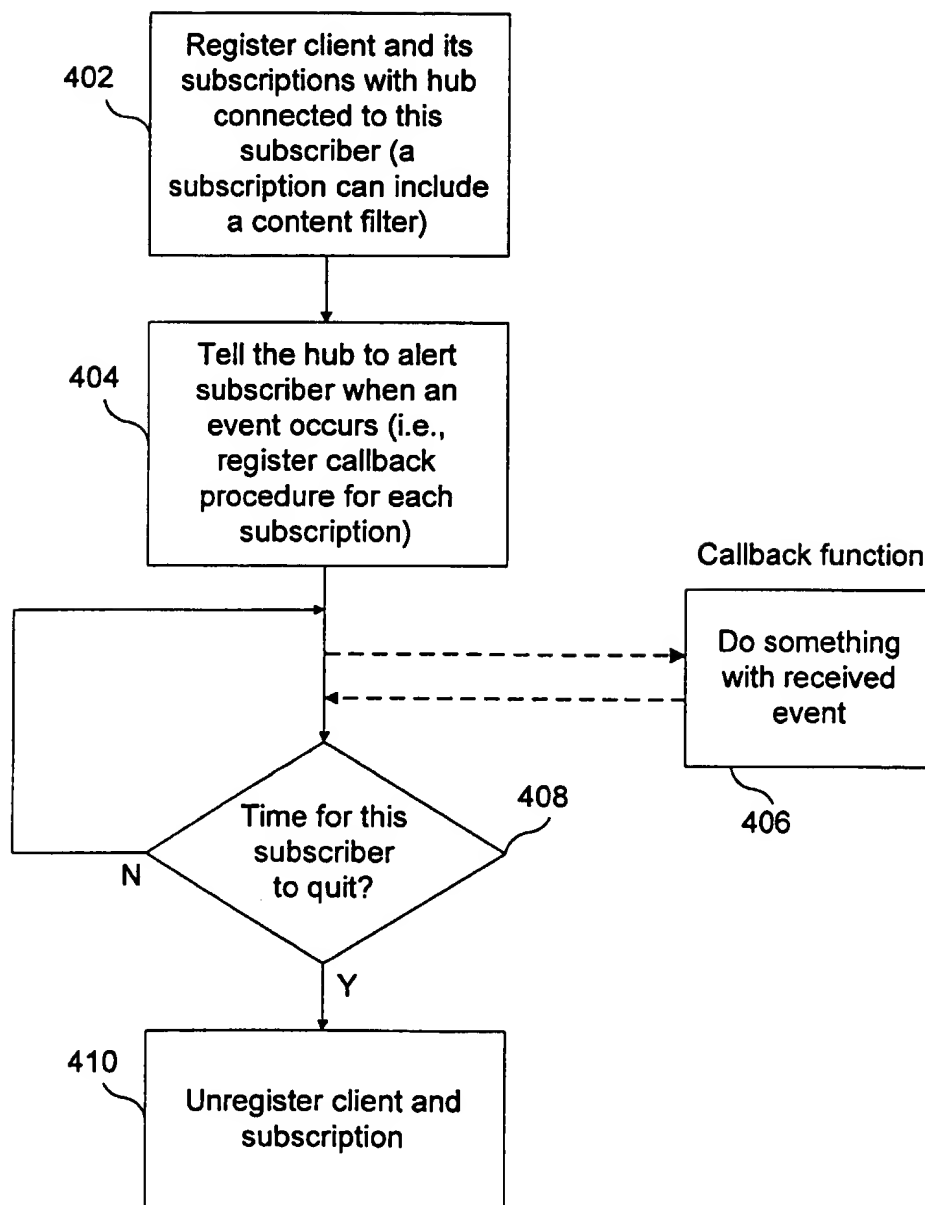 402
Register client and its
subscriptions with hub
connected to this
subscriber (a
subscription can include
a content filter)
404
Tell the hub to alert
subscriber when an
event occurs (i.e.,
register callback
procedure for each
subscription)
Callback function
Do something
with received
event
406
Time for this
subscriber
to quit?
408
N
Y
410
Unregister client and
subscription